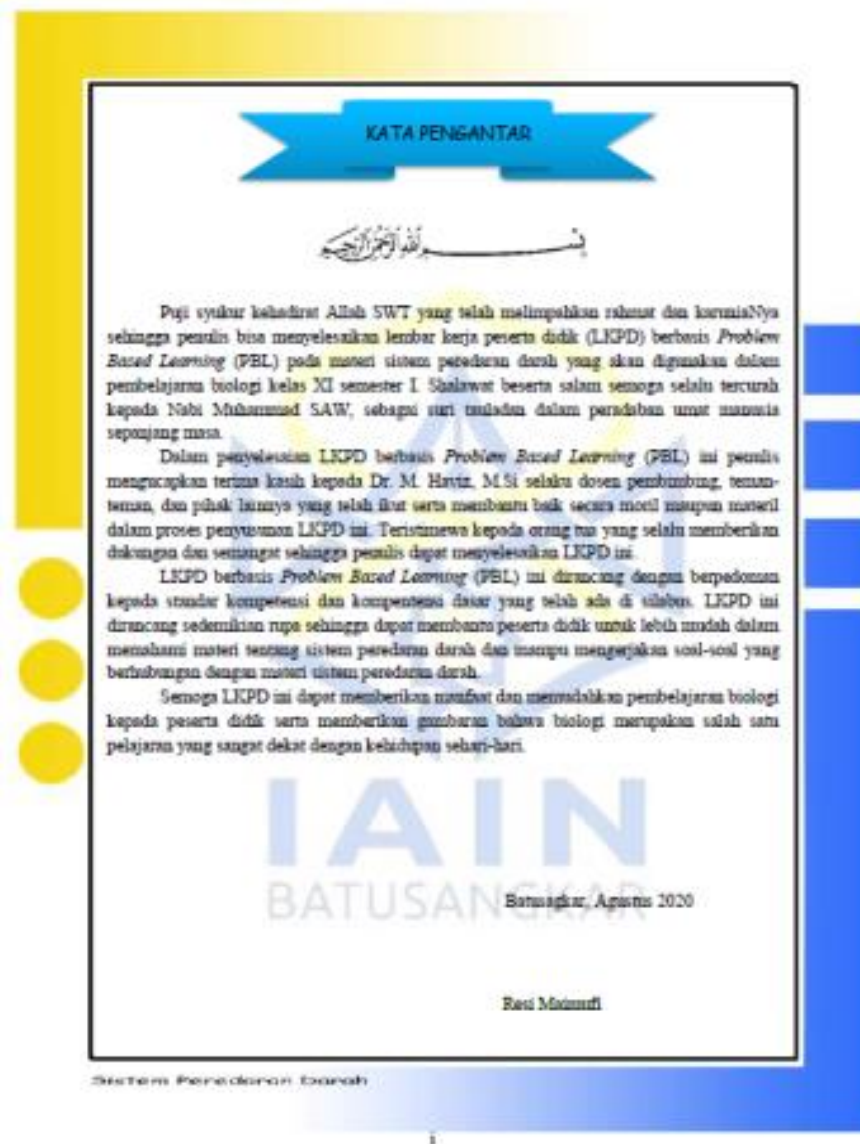 KATA PENGANTAR
بسم الله الرحمن الرحيم
Puji syukur kehadirat Allah SWT yang telah melimpahkan rahmat dan karuniaNya
sehingga penulis bisa menyelesaikan lembar kerja peserta didik (LKPD) berbasis Problem
Based Learning (PBL) pada materi sistem peredaran darah yang akan digunakan dalam
pembelajaran biologi kelas XI semester I. Shalawat beserta salam semoga selalu tercurah
kepada Nabi Muhammad SAW, sebagai suri tauladan dalam peradaban umat manusia
sepanjang masa.
Dalam penyelesaian LKPD berbasis Problem Based Learning (PBL) ini penulis
mengucapkan terima kasih kepada Dr. M. Haviz, M.Si selaku dosen pembimbing, teman-
teman, dan pihak lainnya yang telah ikut serta membantu baik secara moril maupun materil
dalam proses penyusunan LKPD ini. Teristimewa kepada orang tua yang selalu memberikan
dukungan dan semangat sehingga penulis dapat menyelesaikan LKPD ini.
LKPD berbasis Problem Based Learning (PBL) ini dirancang dengan berpedoman
kepada standar kompetensi dan kompentensi dasar yang telah ada di silabus. LKPD ini
dirancang sedemikian rupa sehingga dapat membantu peserta didik untuk lebih mudah dalam
memahami materi tentang sistem peredaran darah dan mampu mengerjakan soal-soal yang
berhubungan dengan materi sistem peredaran darah.
Semoga LKPD ini dapat memberikan manfaat dan memudahkan pembelajaran biologi
kepada peserta didik serta memberikan gambaran bahwa biologi merupakan salah satu
pelajaran yang sangat dekat dengan kehidupan sehari-hari.
IAIN
BATUSANGKAR
Batusagkar, Agustus 2020
Resi
Sistem Peredaran Darah
i